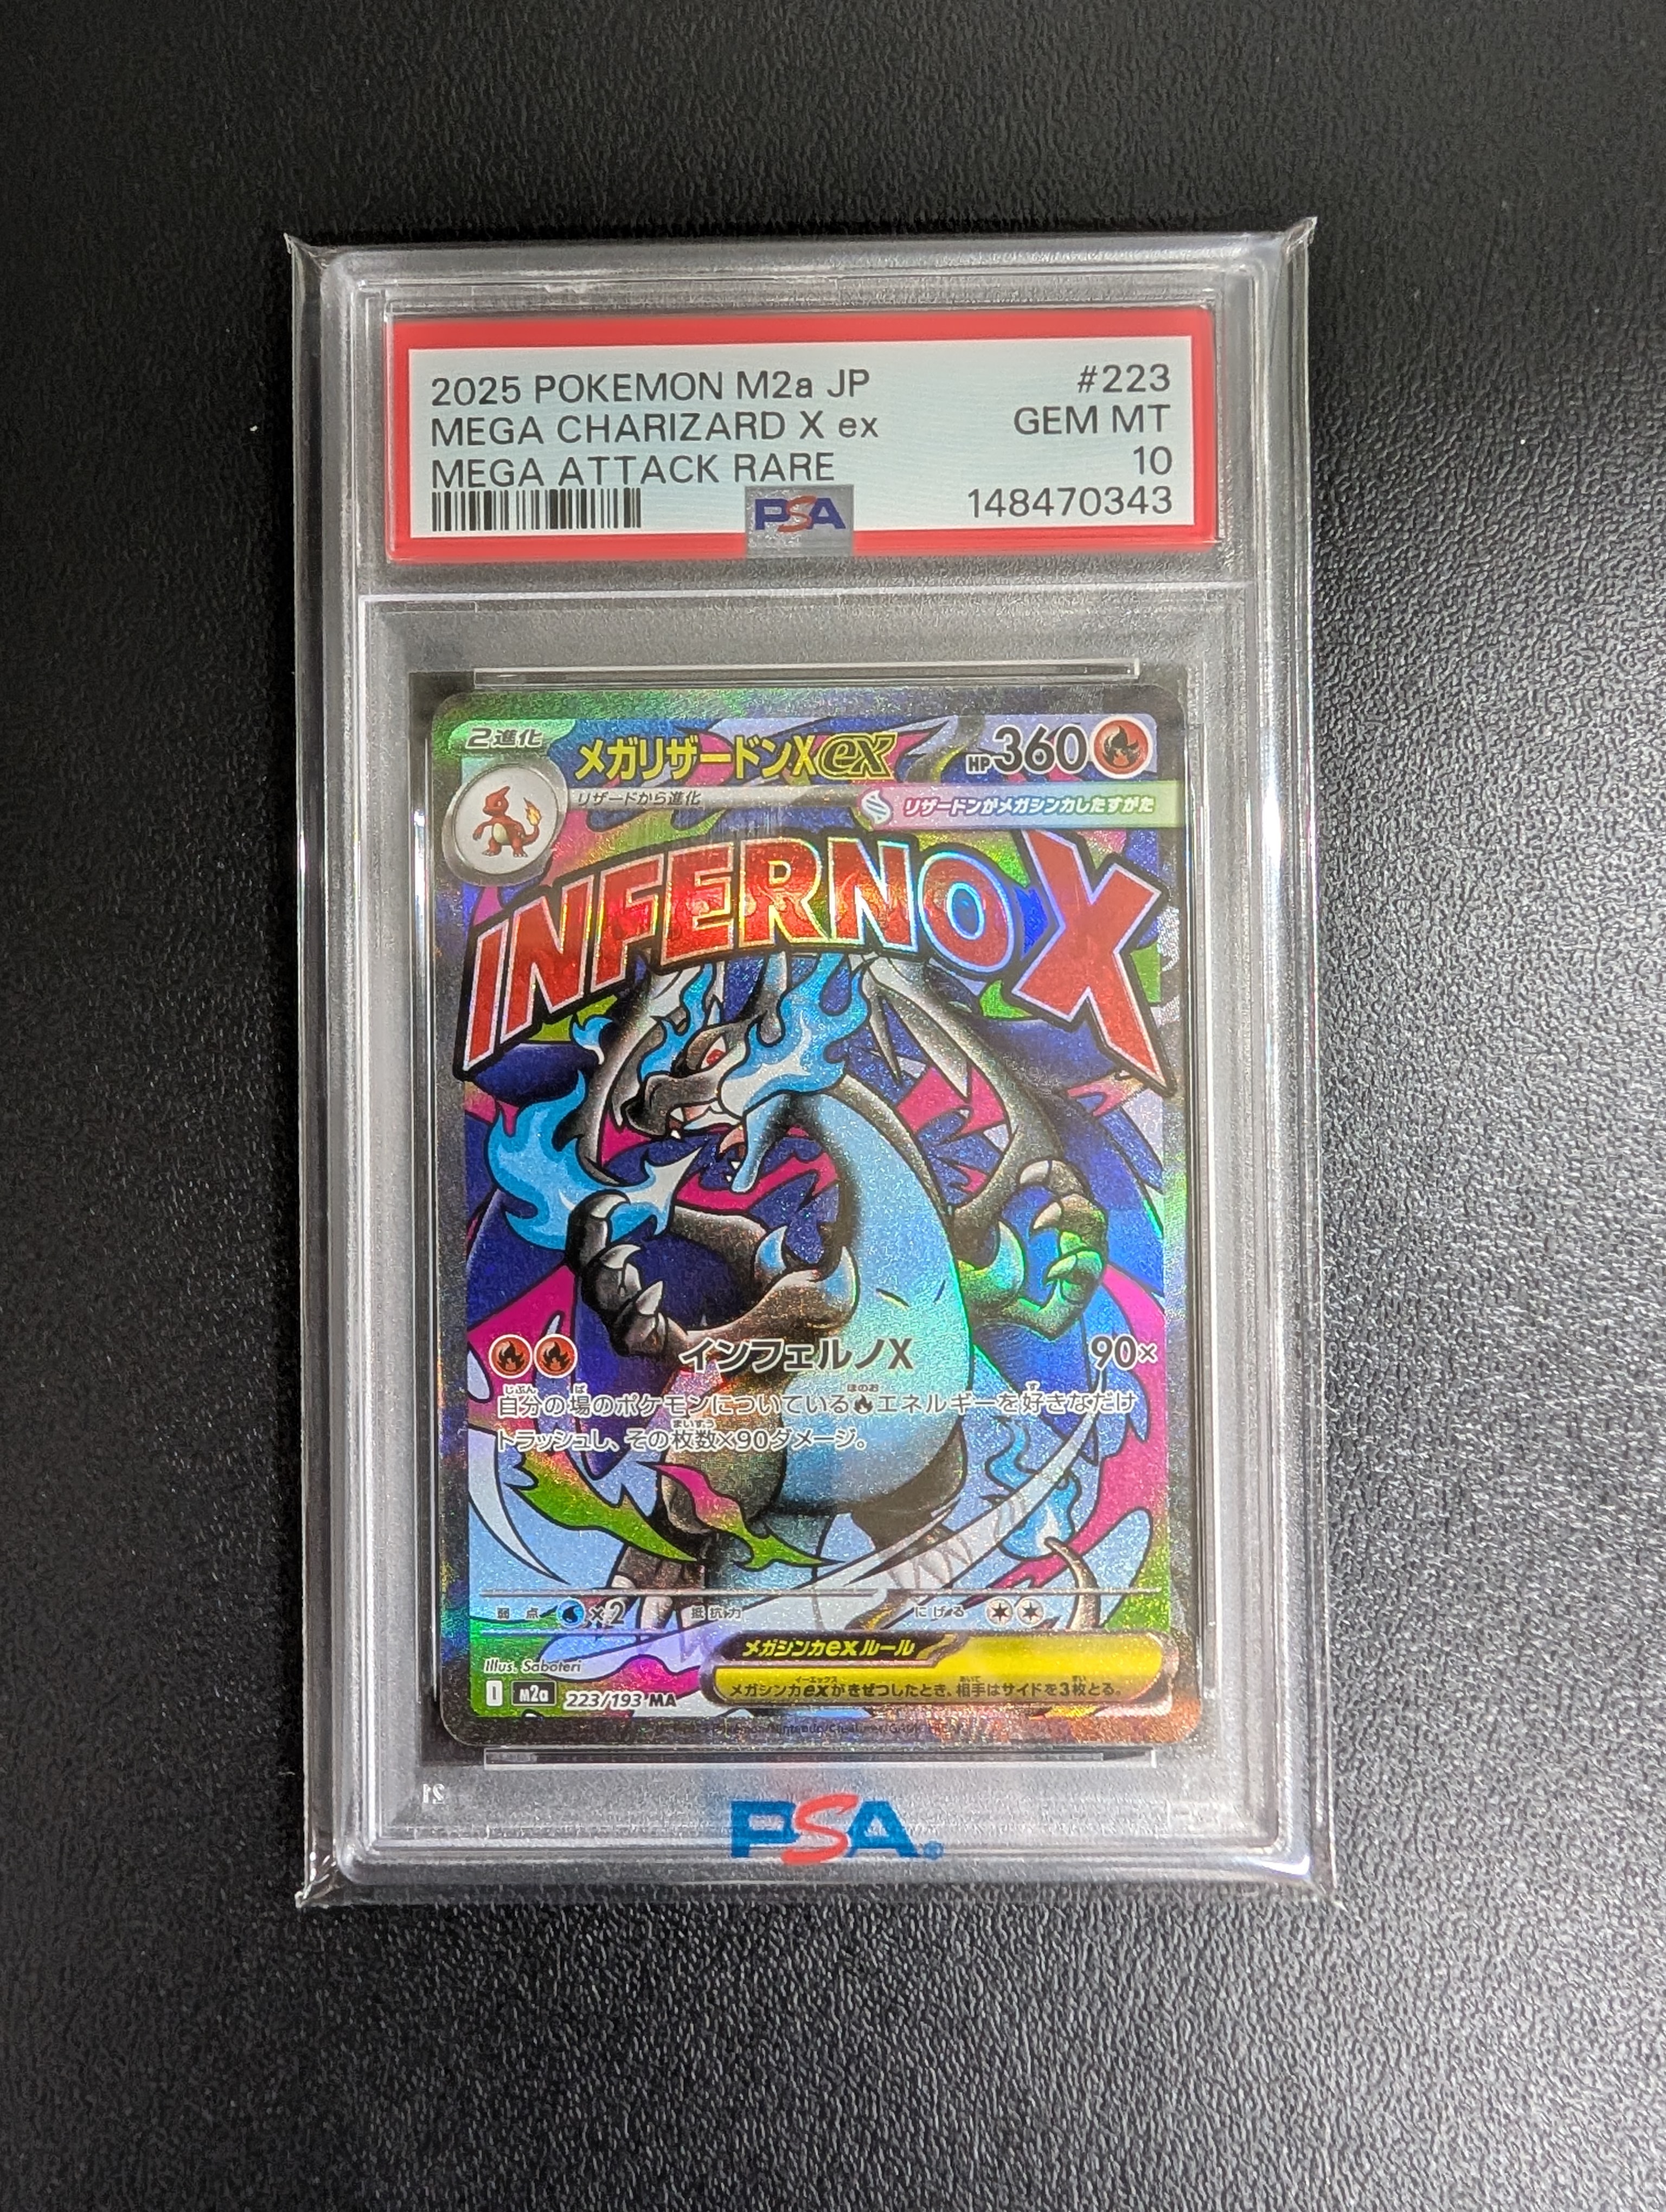 2025 POKEMON M2a JP #223
MEGA CHARIZARD X ex GEM MT
MEGA ATTACK RARE 10
PSA 148470343
2進化 メガリザードンXex HP360
リザードから進化 リザードンがメガシンカしたすがた
INFERNO X
インフェルノX 90×
自分の場のポケモンについているエネルギーを好きなだけ
トラッシュし、その枚数×90ダメージ。
弱点 ×2 抵抗力 にげる
メガシンカexルール
メガシンカexがきぜつしたとき、相手はサイドを3枚とる。
Illus. Saboteri
I m2a 223/193 MA
PSA®